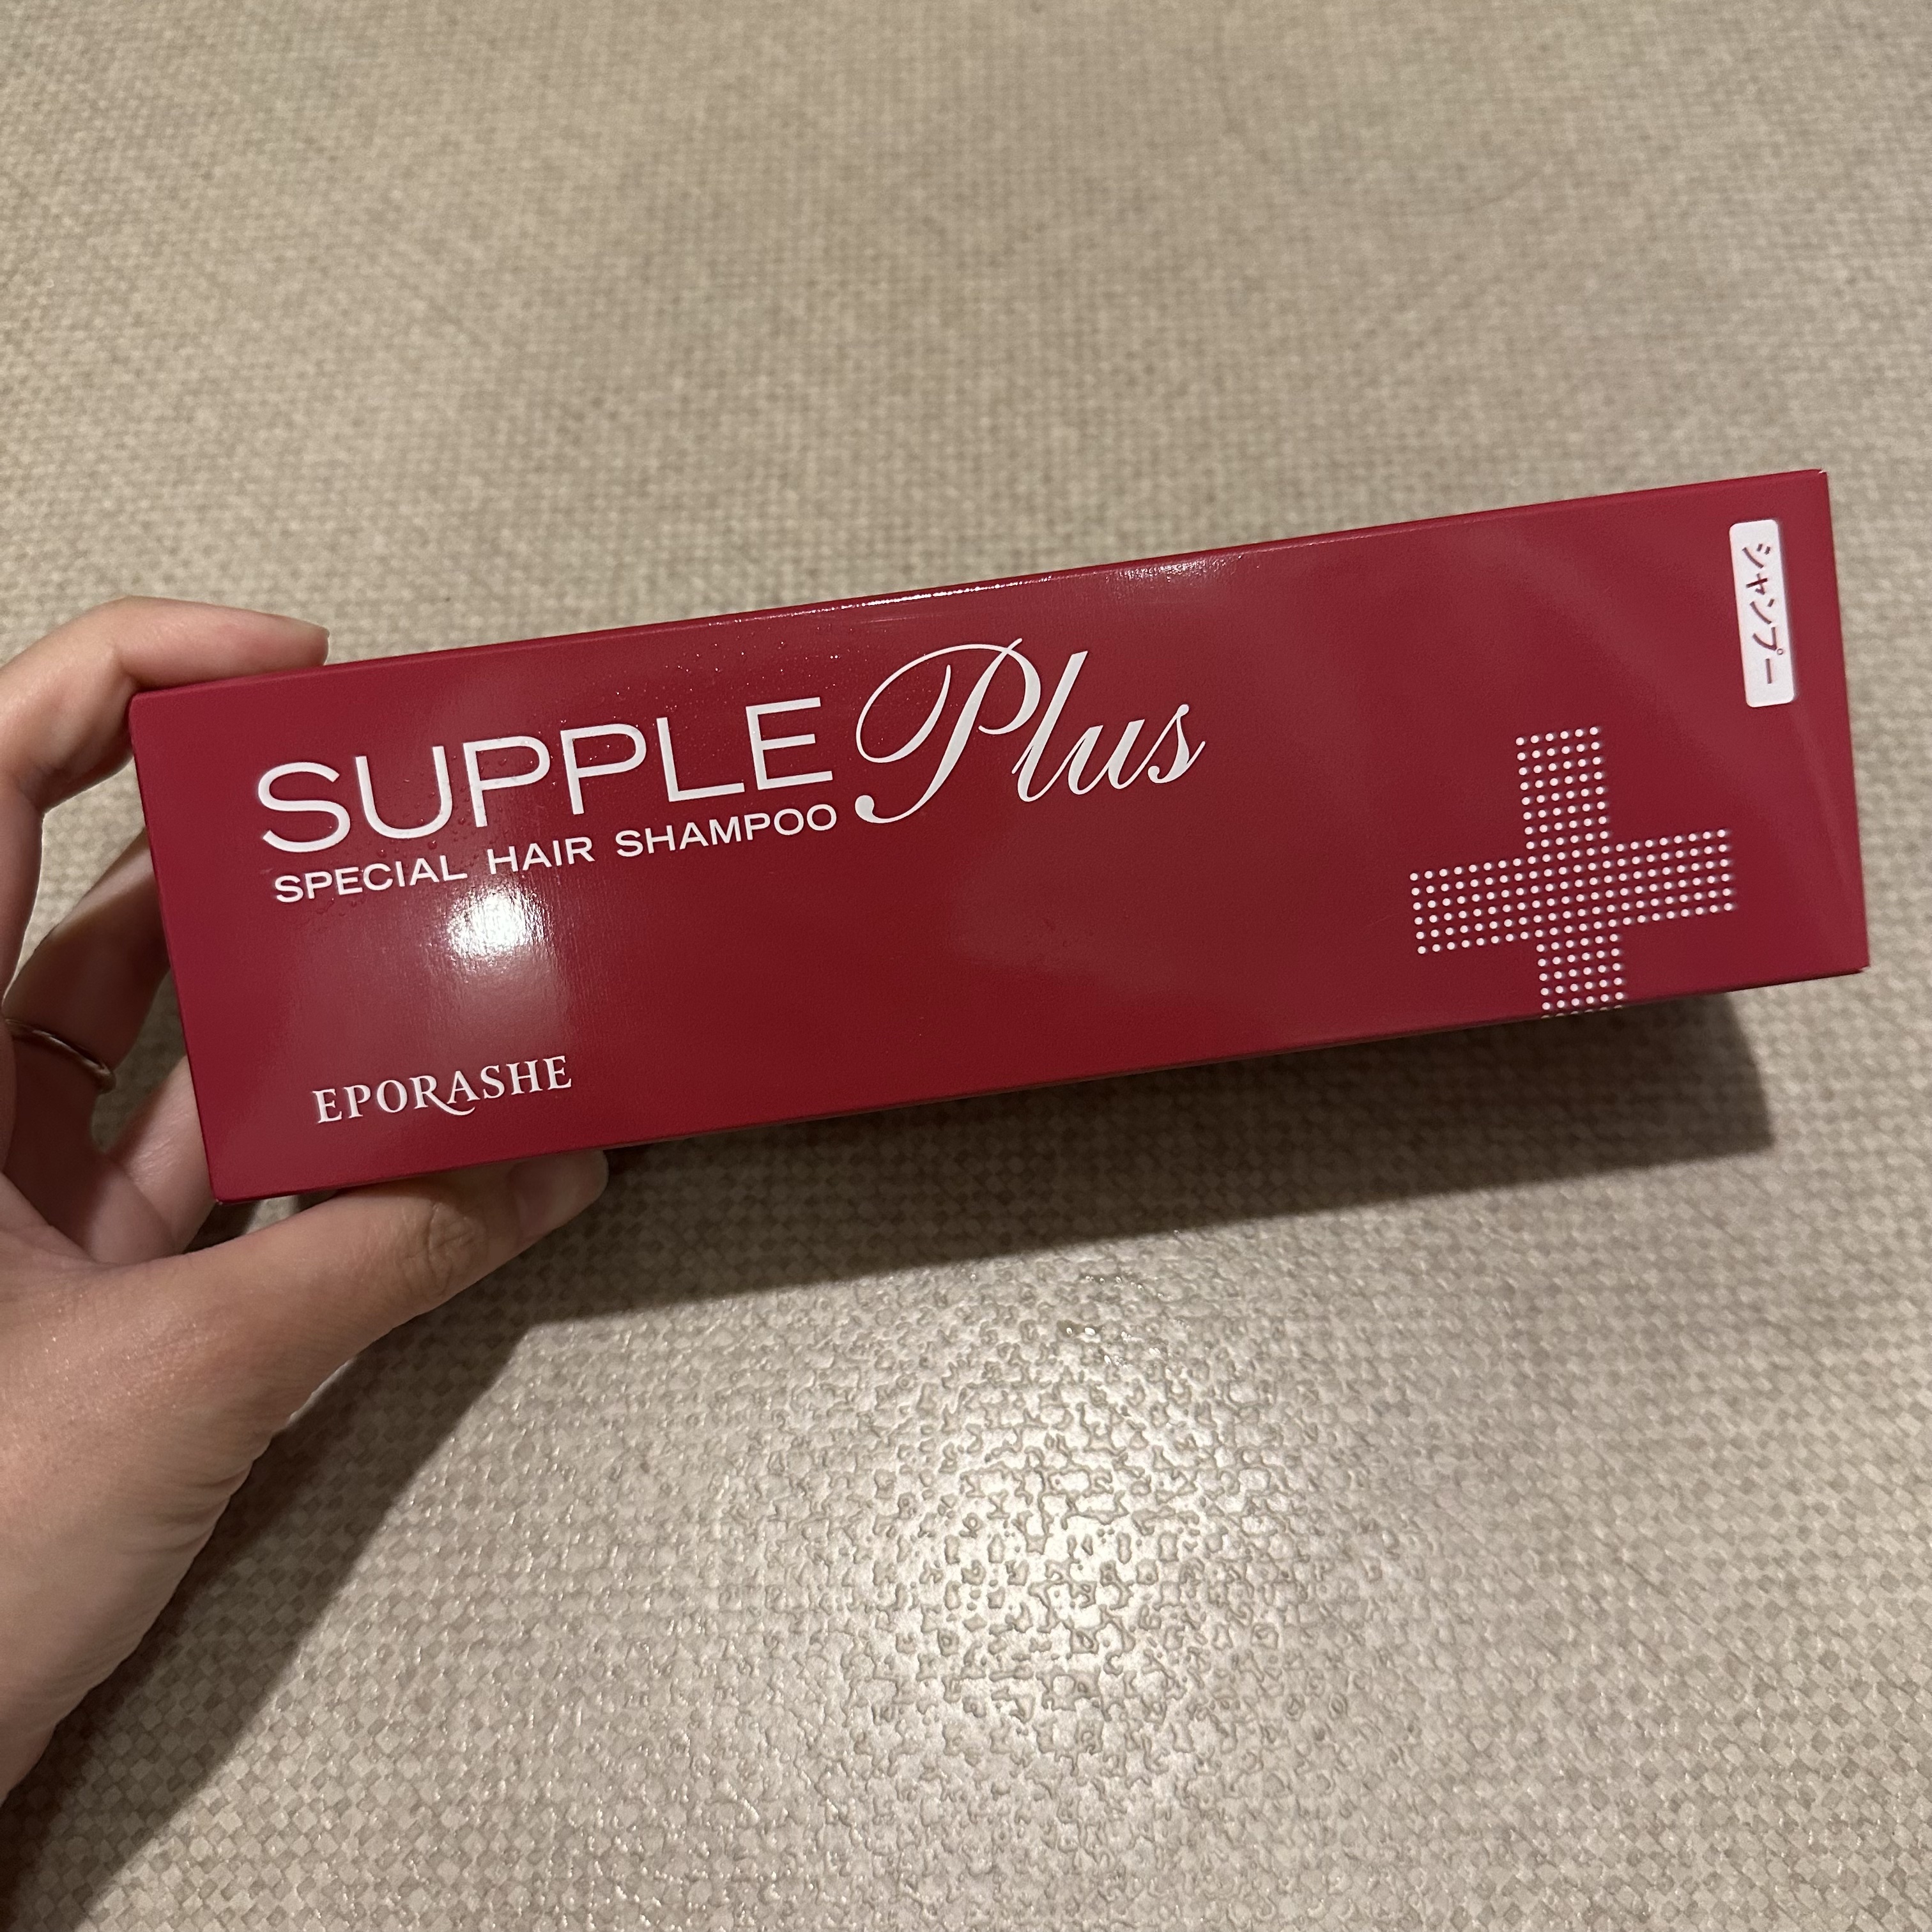 シャンプー
SUPPLE Plus
SPECIAL HAIR SHAMPOO
EPORASHE